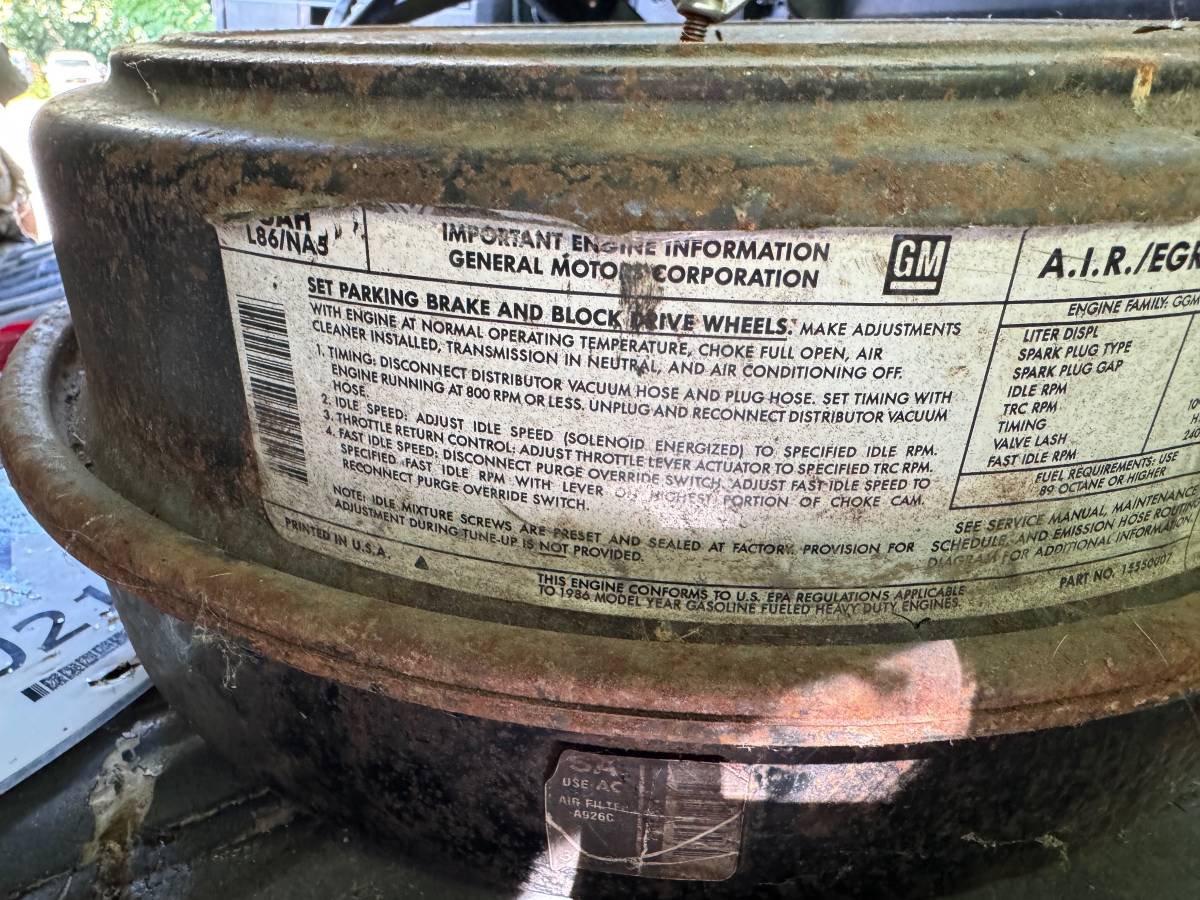 L86/NA5
IMPORTANT ENGINE INFORMATION
GENERAL MOTORS CORPORATION
GM
A.I.R./EGR
SET PARKING BRAKE AND BLOCK DRIVE WHEELS. MAKE ADJUSTMENTS
WITH ENGINE AT NORMAL OPERATING TEMPERATURE, CHOKE FULL OPEN, AIR
CLEANER INSTALLED, TRANSMISSION IN NEUTRAL, AND AIR CONDITIONING OFF.
1. TIMING: DISCONNECT DISTRIBUTOR VACUUM HOSE AND PLUG HOSE. SET TIMING WITH
ENGINE RUNNING AT 800 RPM OR LESS. UNPLUG AND RECONNECT DISTRIBUTOR VACUUM
HOSE.
2. IDLE SPEED: ADJUST IDLE SPEED (SOLENOID ENERGIZED) TO SPECIFIED IDLE RPM.
3. THROTTLE RETURN CONTROL: ADJUST THROTTLE LEVER ACTUATOR TO SPECIFIED TRC RPM.
4. FAST IDLE SPEED: DISCONNECT PURGE OVERRIDE SWITCH. ADJUST FAST IDLE SPEED TO
SPECIFIED FAST IDLE RPM WITH LEVER ON HIGHEST PORTION OF CHOKE CAM.
RECONNECT PURGE OVERRIDE SWITCH.
NOTE: IDLE MIXTURE SCREWS ARE PRESET AND SEALED AT FACTORY. PROVISION FOR
ADJUSTMENT DURING TUNE-UP IS NOT PROVIDED.
PRINTED IN U.S.A.
THIS ENGINE CONFORMS TO U.S. EPA REGULATIONS APPLICABLE
TO 1986 MODEL YEAR GASOLINE FUELED HEAVY DUTY ENGINES.
ENGINE FAMILY: GGM
LITER DISPL
SPARK PLUG TYPE
SPARK PLUG GAP
IDLE RPM
TRC RPM
TIMING
VALVE LASH
FAST IDLE RPM
FUEL REQUIREMENTS: USE
89 OCTANE OR HIGHER
SEE SERVICE MANUAL, MAINTENANCE
SCHEDULE, AND EMISSION HOSE ROUTING
DIAGRAM FOR ADDITIONAL INFORMATION
PART NO. 15550007
USE AC
AIR FILTE
A926C
021